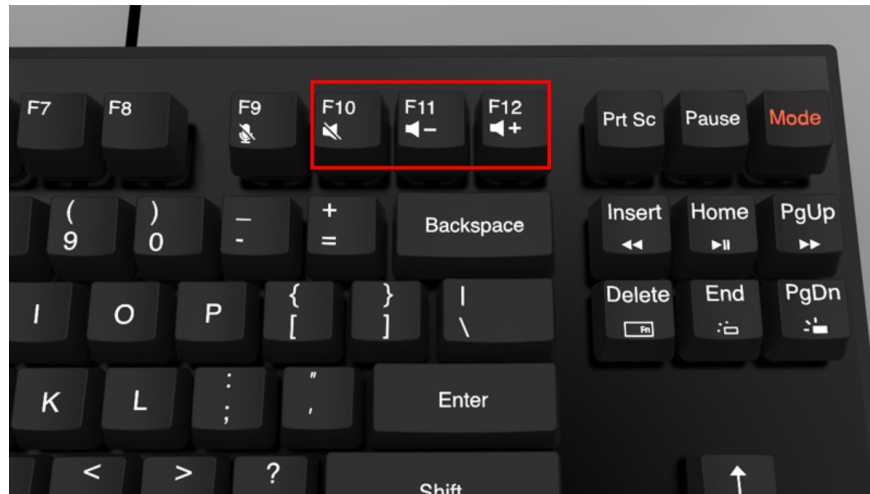 F7 F8 F9 F10 F11 F12 Prt Sc Pause Mode
( ) _ + Backspace Insert Home PgUp
9 0 - =
I O P { } | Delete End PgDn
[ ] \ Fn
K L : " Enter
; '
< > ? Shift